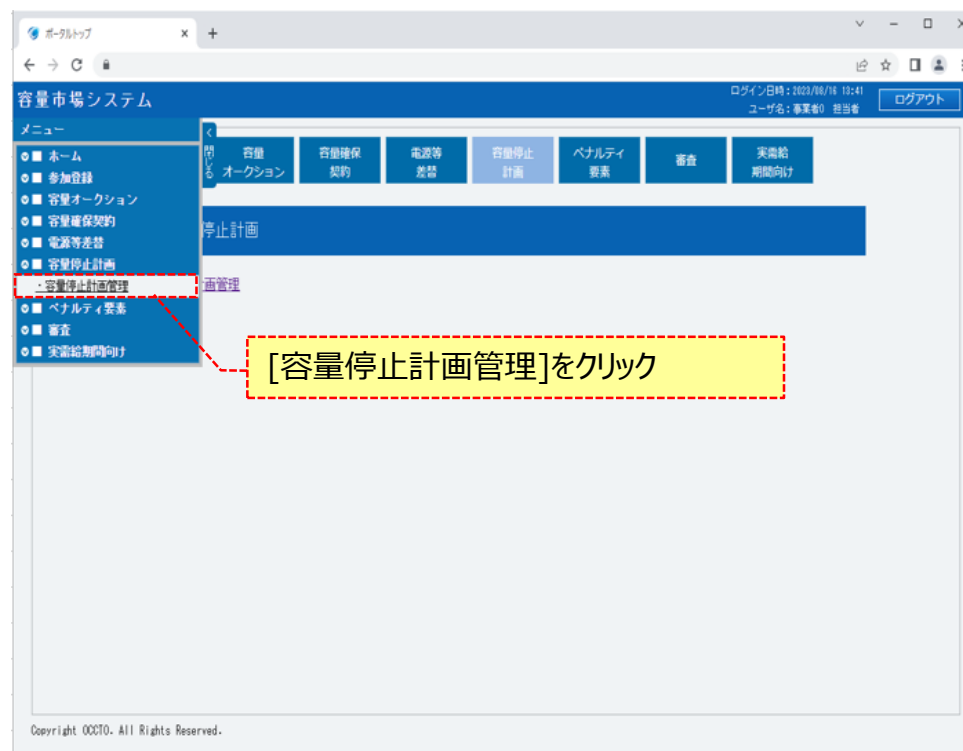 ポータルトップ
容量市場システム
ログイン日時：2023/08/16 13:41
ユーザ名：事業者0 担当者
ログアウト
メニュー
閉じる
ホーム
参加登録
容量オークション
容量確保契約
電源等差替
容量停止計画
・容量停止計画管理
ペナルティ要素
審査
実需給期間向け
容量
オークション
容量確保
契約
電源等
差替
容量停止
計画
ペナルティ
要素
審査
実需給
期間向け
停止計画
画管理
[容量停止計画管理]をクリック
Copyright OCCTO. All Rights Reserved.